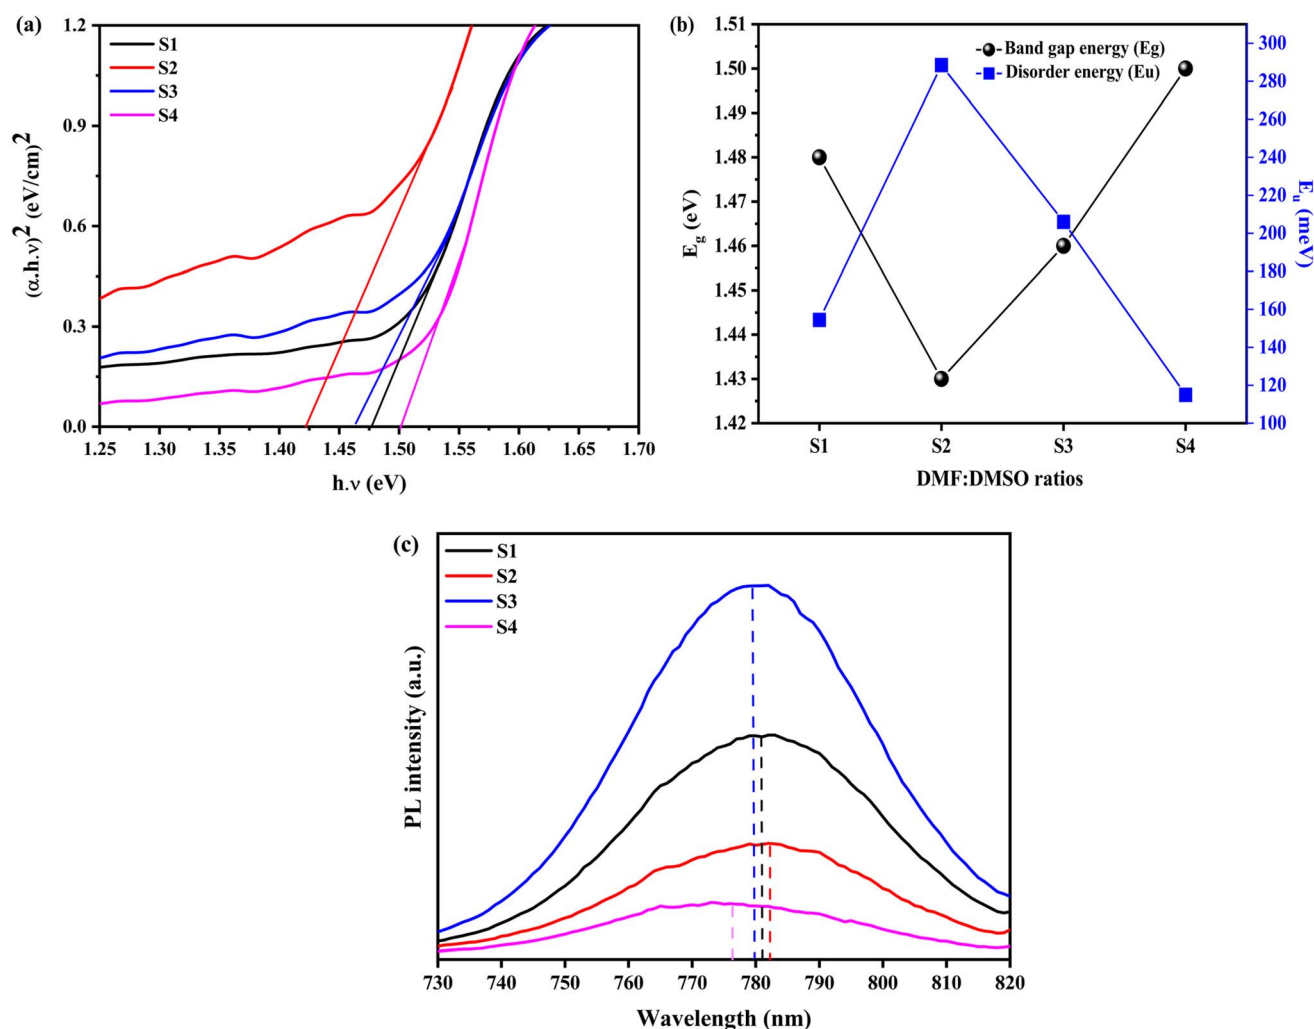 (a)
S1
S2
S3
S4
1.2
0.9
0.6
0.3
0.0
(α.h.ν)² (eV/cm)²
1.25 1.30 1.35 1.40 1.45 1.50 1.55 1.60 1.65 1.70
h.ν (eV)
(b)
Band gap energy (Eg)
Disorder energy (Eu)
1.51
1.50
1.49
1.48
1.47
1.46
1.45
1.44
1.43
1.42
E_g (eV)
300
280
260
240
220
200
180
160
140
120
100
E_u (meV)
S1 S2 S3 S4
DMF:DMSO ratios
(c)
S1
S2
S3
S4
PL intensity (a.u.)
730 740 750 760 770 780 790 800 810 820
Wavelength (nm)